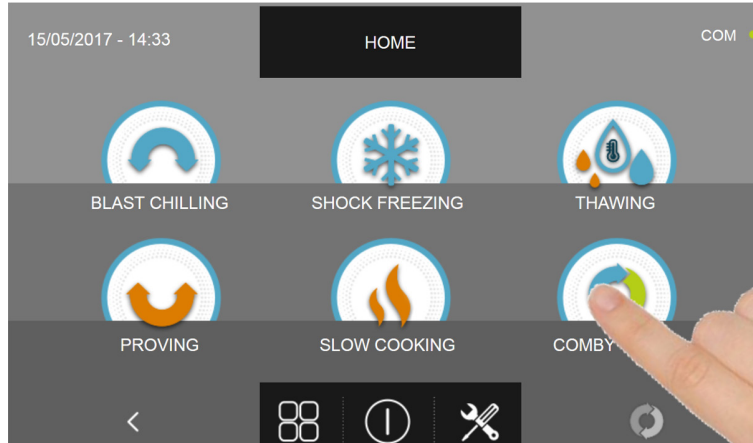 15/05/2017 - 14:33
HOME
COM
BLAST CHILLING
SHOCK FREEZING
THAWING
PROVING
SLOW COOKING
COMBY